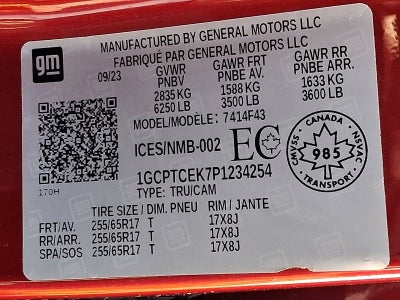 MANUFACTURED BY GENERAL MOTORS LLC
FABRIQUÉ PAR GENERAL MOTORS LLC
gm
09/23
GVWR PNBV
2835 KG
6250 LB
GAWR FRT
PNBE AV.
1588 KG
3500 LB
GAWR RR
PNBE ARR.
1633 KG
3600 LB
MODEL/MODÈLE: 7414F43
ICES/NMB-002
EC
CANADA
SSVMC
NSVAC
985
TRANSPORT
170H
1GCPTCEK7P1234254
TYPE: TRU/CAM
TIRE SIZE / DIM. PNEU RIM / JANTE
FRT/AV. 255/65R17 T 17X8J
RR/ARR. 255/65R17 T 17X8J
SPA/SOS 255/65R17 T 17X8J